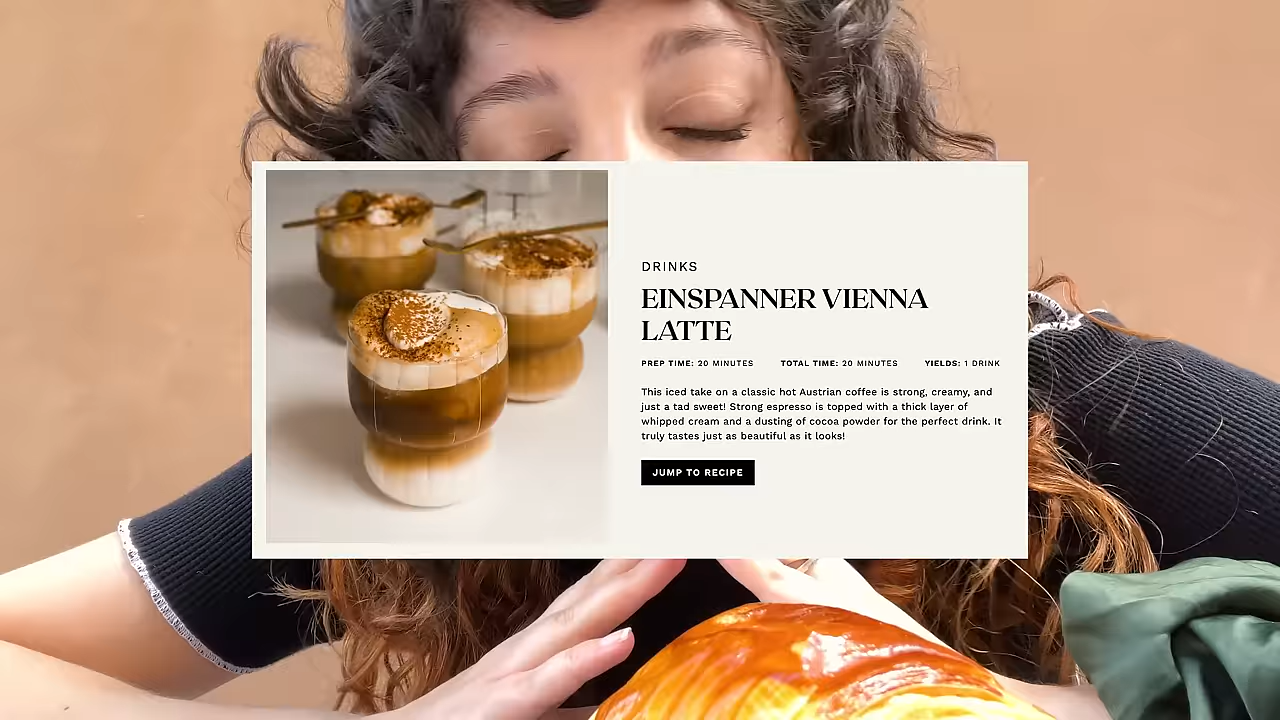 DRINKS
EINSPANNER VIENNA
LATTE
PREP TIME: 20 MINUTES TOTAL TIME: 20 MINUTES YIELDS: 1 DRINK
This iced take on a classic hot Austrian coffee is strong, creamy, and
just a tad sweet! Strong espresso is topped with a thick layer of
whipped cream and a dusting of cocoa powder for the perfect drink. It
truly tastes just as beautiful as it looks!
JUMP TO RECIPE